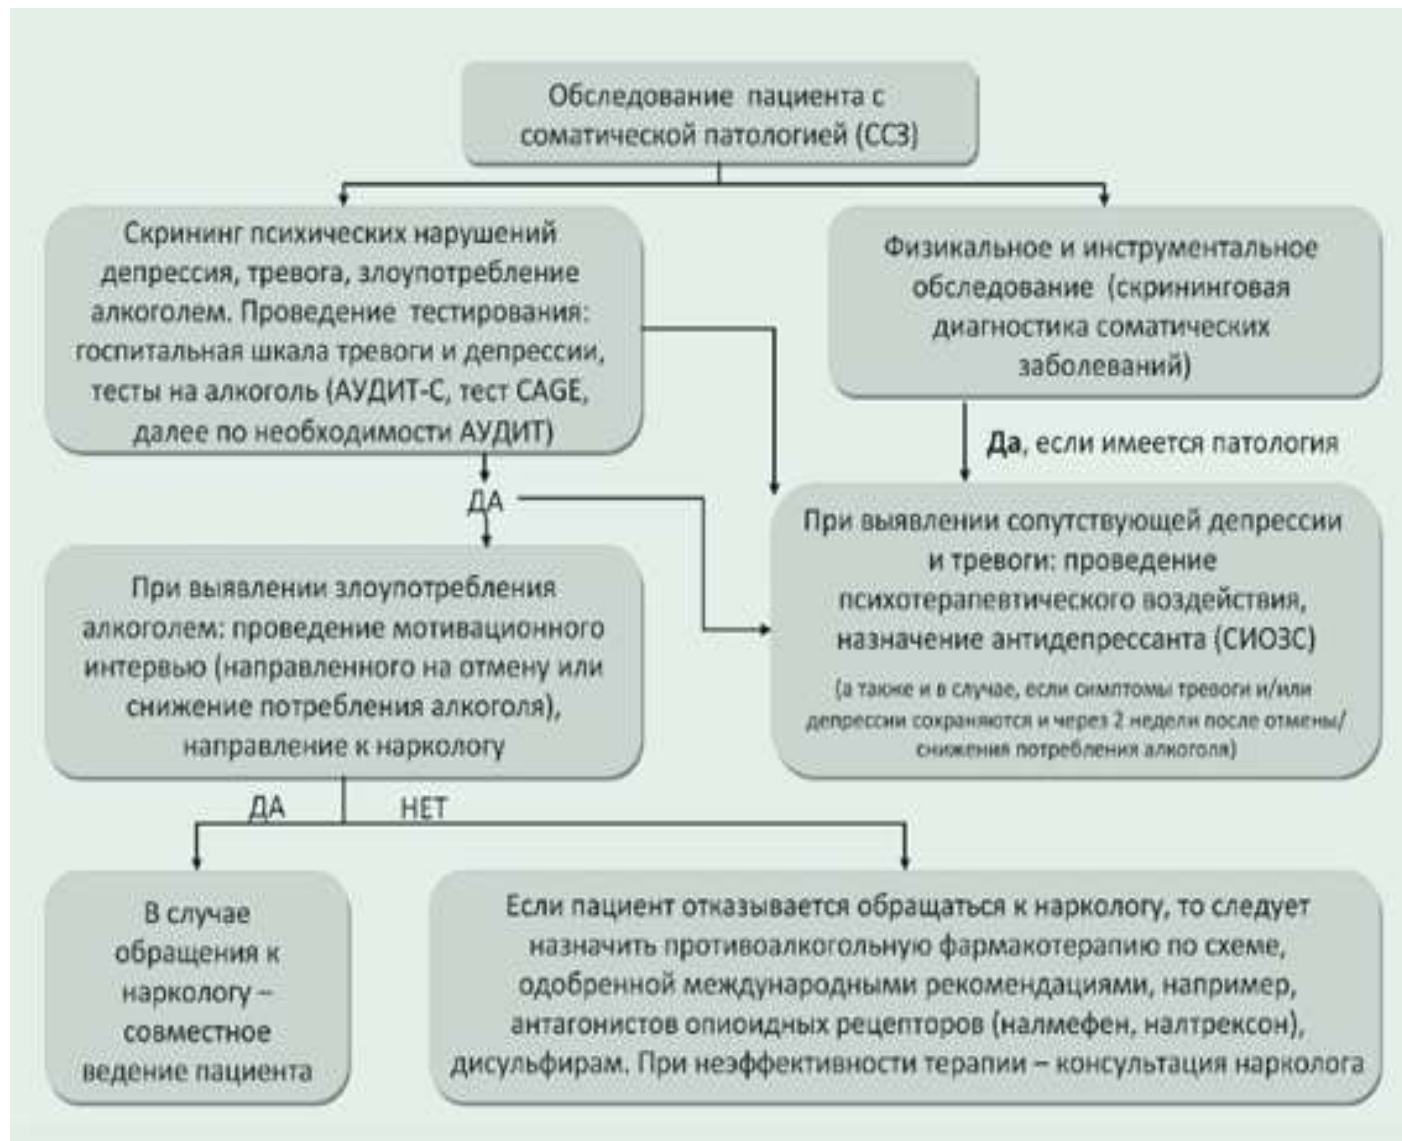 Обследование пациента с
соматической патологией (ССЗ)
Скрининг психических нарушений
депрессия, тревога, злоупотребление
алкоголем. Проведение тестирования:
госпитальная шкала тревоги и депрессии,
тесты на алкоголь (АУДИТ-С, тест CAGE,
далее по необходимости АУДИТ)
Физикальное и инструментальное
обследование (скрининговая
диагностика соматических
заболеваний)
Да, если имеется патология
ДА
При выявлении сопутствующей депрессии
и тревоги: проведение
психотерапевтического воздействия,
назначение антидепрессанта (СИОЗС)
(а также и в случае, если симптомы тревоги и/или
депрессии сохраняются и через 2 недели после отмены/
снижения потребления алкоголя)
При выявлении злоупотребления
алкоголем: проведение мотивационного
интервью (направленного на отмену или
снижение потребления алкоголя),
направление к наркологу
ДА
НЕТ
В случае
обращения к
наркологу –
совместное
ведение пациента
Если пациент отказывается обращаться к наркологу, то следует
назначить противоалкогольную фармакотерапию по схеме,
одобренной международными рекомендациями, например,
антагонистов опиоидных рецепторов (налмефен, налтрексон),
дисульфирам. При неэффективности терапии – консультация нарколога